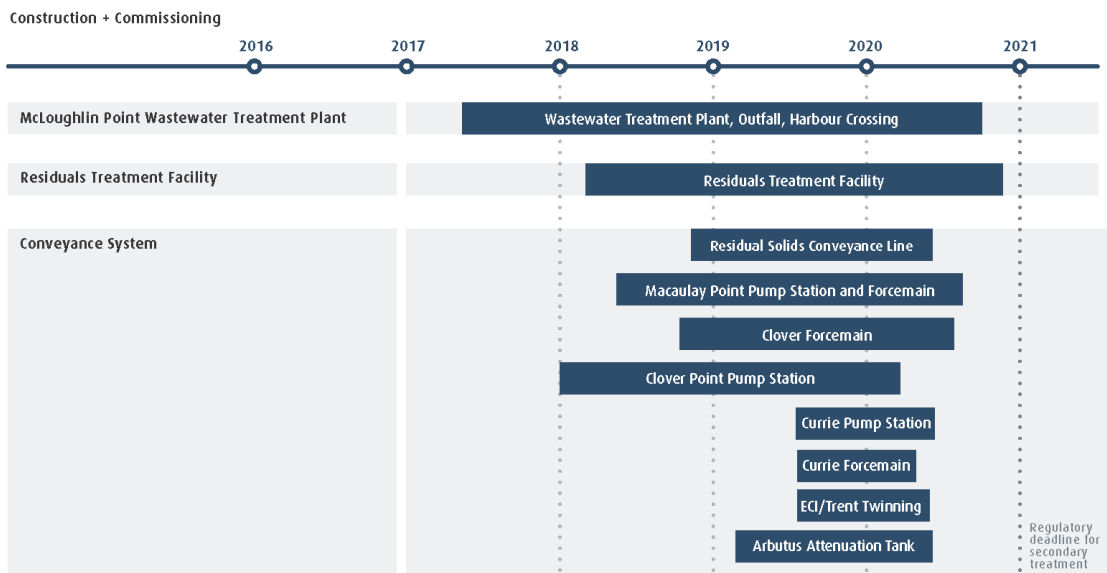 Construction + Commissioning
2016 2017 2018 2019 2020 2021
McLoughlin Point Wastewater Treatment Plant
Wastewater Treatment Plant, Outfall, Harbour Crossing
Residuals Treatment Facility
Residuals Treatment Facility
Conveyance System
Residual Solids Conveyance Line
Macaulay Point Pump Station and Forcemain
Clover Forcemain
Clover Point Pump Station
Currie Pump Station
Currie Forcemain
ECI/Trent Twinning
Arbutus Attenuation Tank
Regulatory
deadline for
secondary
treatment